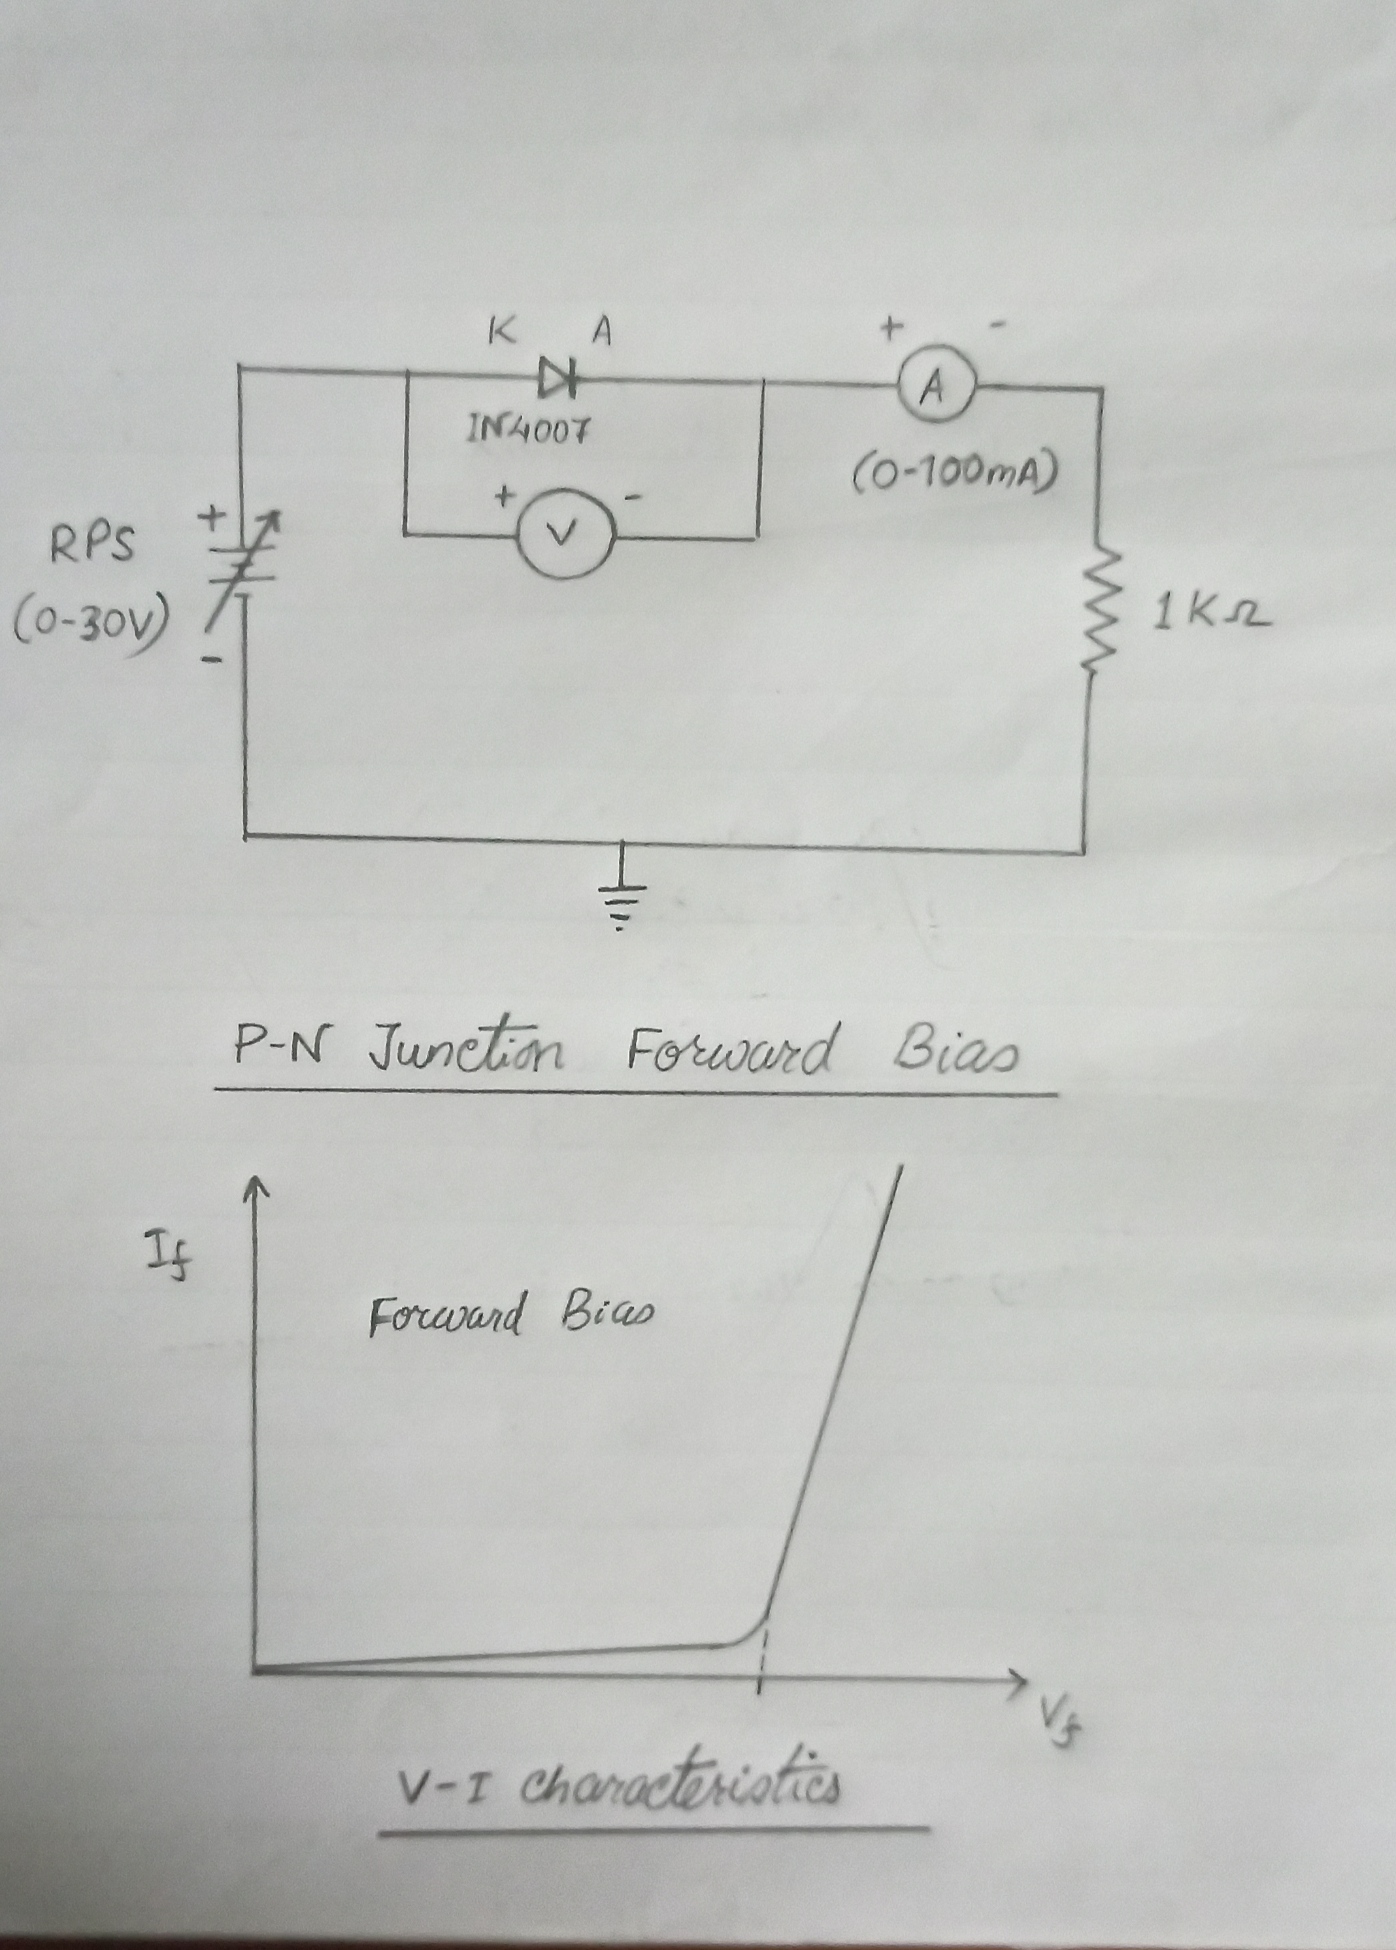 K A
+ -
IN4007
A
(0-100mA)
+ -
V
+
RPS
(0-30V)
-
1KΩ
P-N Junction Forward Bias
If
Forward Bias
Vf
V-I characteristics